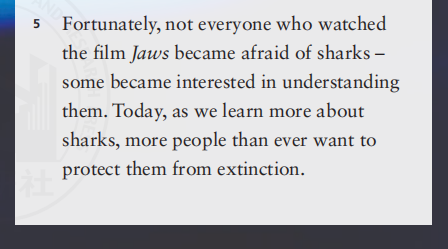 5 Fortunately, not everyone who watched
the film Jaws became afraid of sharks –
some became interested in understanding
them. Today, as we learn more about
sharks, more people than ever want to
protect them from extinction.
社